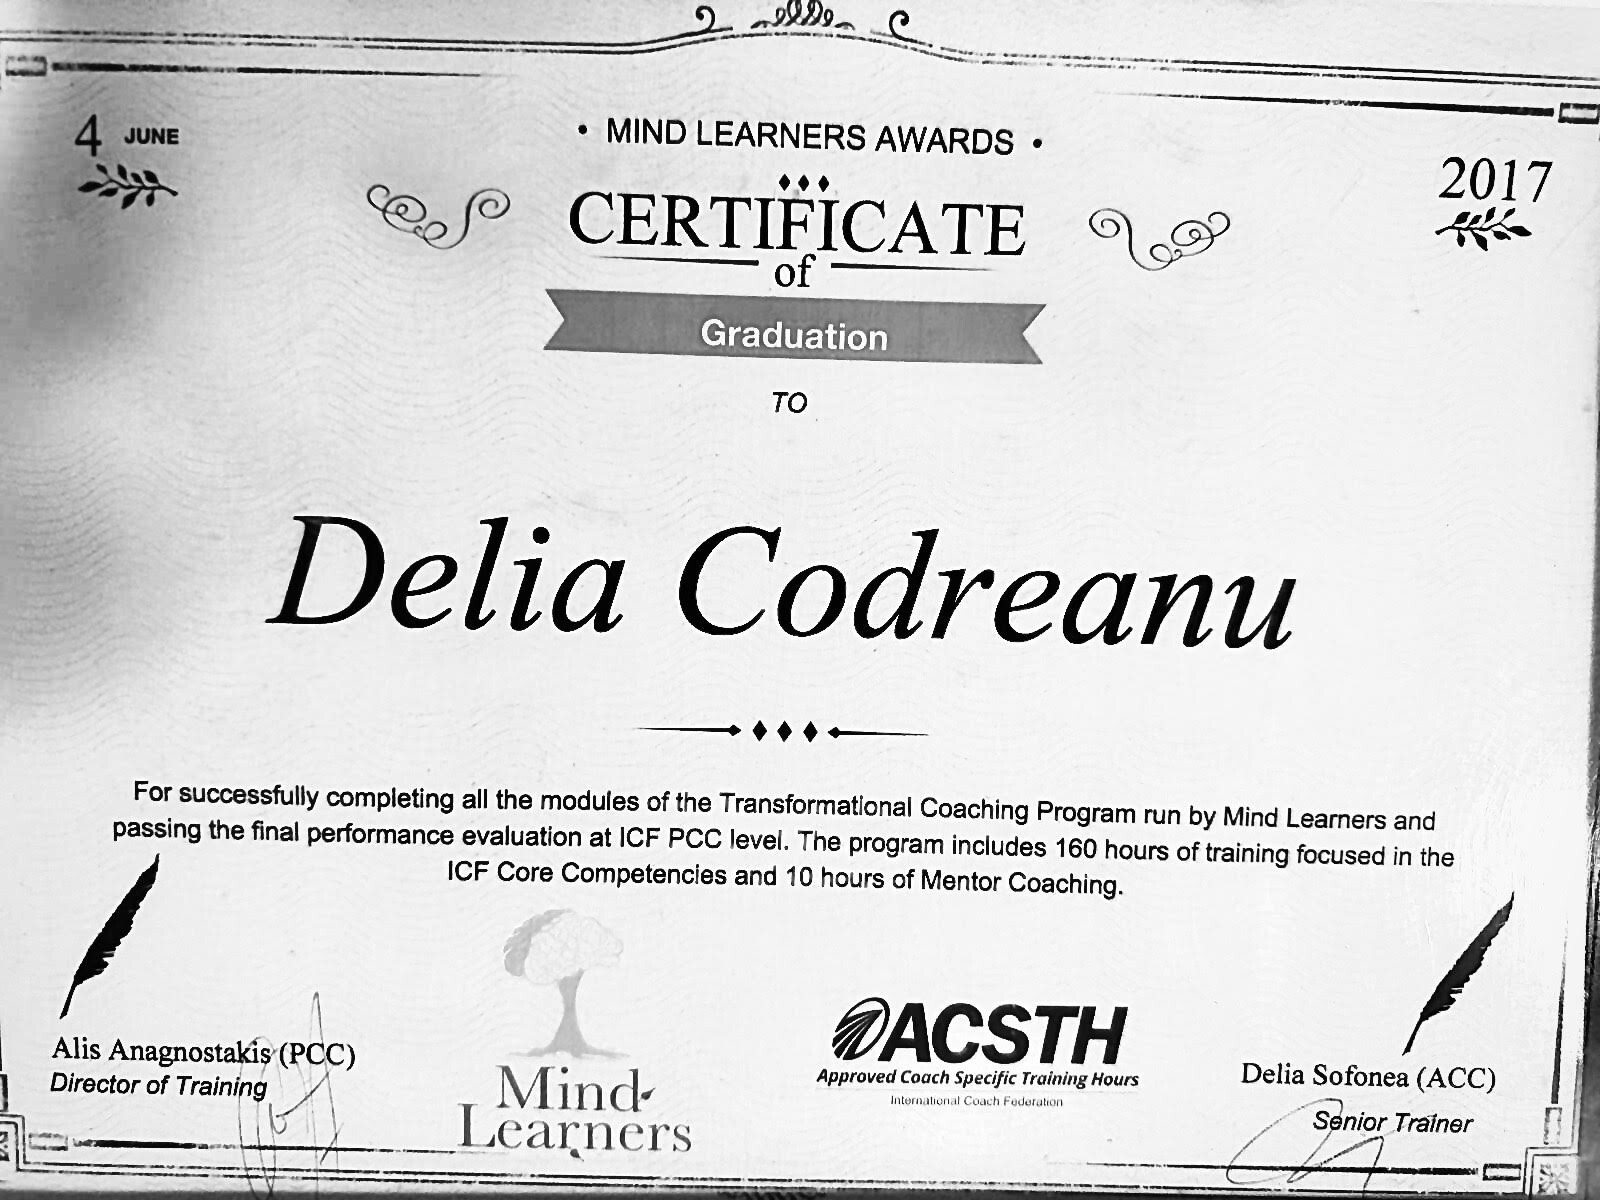 4 JUNE
• MIND LEARNERS AWARDS •
2017
CERTIFICATE
of
Graduation
TO
Delia Codreanu
For successfully completing all the modules of the Transformational Coaching Program run by Mind Learners and
passing the final performance evaluation at ICF PCC level. The program includes 160 hours of training focused in the
ICF Core Competencies and 10 hours of Mentor Coaching.
Alis Anagnostakis (PCC)
Director of Training
Mind
Learners
ACSTH
Approved Coach Specific Training Hours
International Coach Federation
Delia Sofonea (ACC)
Senior Trainer